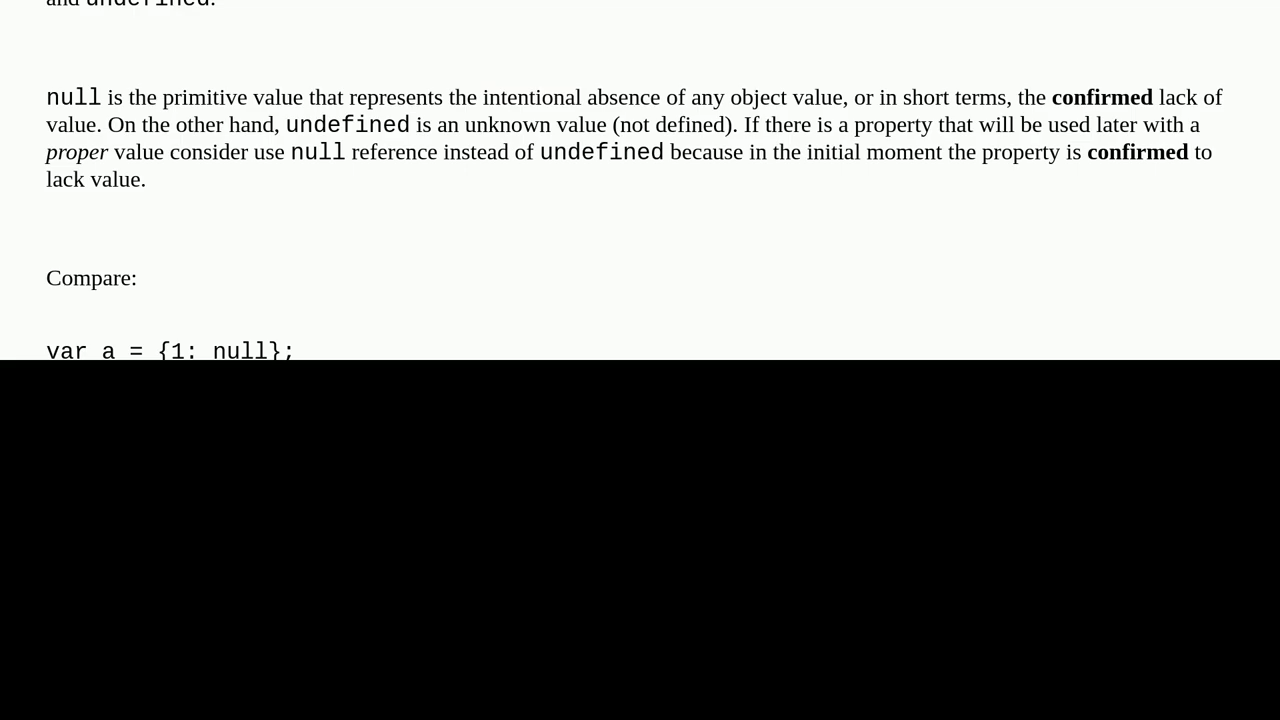 and undefined.
null is the primitive value that represents the intentional absence of any object value, or in short terms, the confirmed lack of
value. On the other hand, undefined is an unknown value (not defined). If there is a property that will be used later with a
proper value consider use null reference instead of undefined because in the initial moment the property is confirmed to
lack value.
Compare:
var a = {1: null};